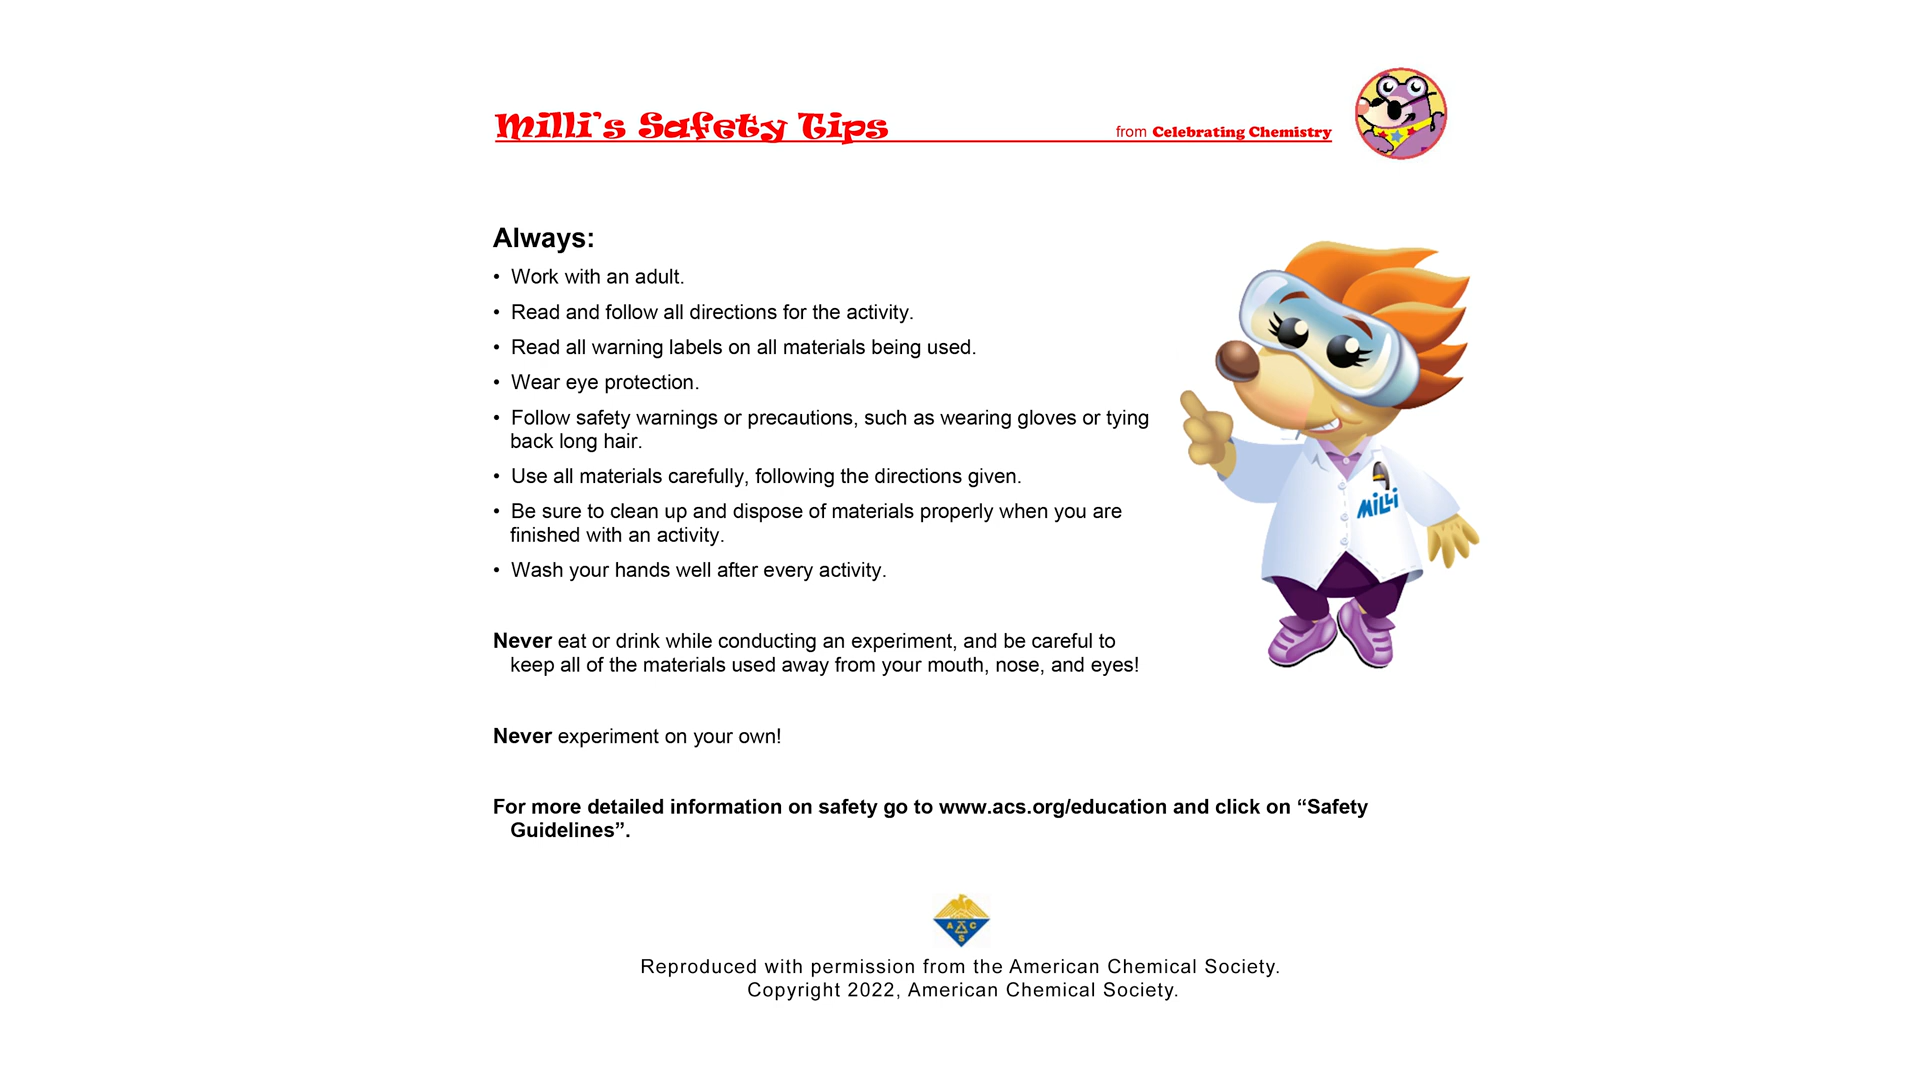 Milli's Safety Tips
from Celebrating Chemistry
Always:
• Work with an adult.
• Read and follow all directions for the activity.
• Read all warning labels on all materials being used.
• Wear eye protection.
• Follow safety warnings or precautions, such as wearing gloves or tying
back long hair.
• Use all materials carefully, following the directions given.
• Be sure to clean up and dispose of materials properly when you are
finished with an activity.
• Wash your hands well after every activity.
MiLLi
Never eat or drink while conducting an experiment, and be careful to
keep all of the materials used away from your mouth, nose, and eyes!
Never experiment on your own!
For more detailed information on safety go to www.acs.org/education and click on “Safety
Guidelines”.
A C
S
Reproduced with permission from the American Chemical Society.
Copyright 2022, American Chemical Society.